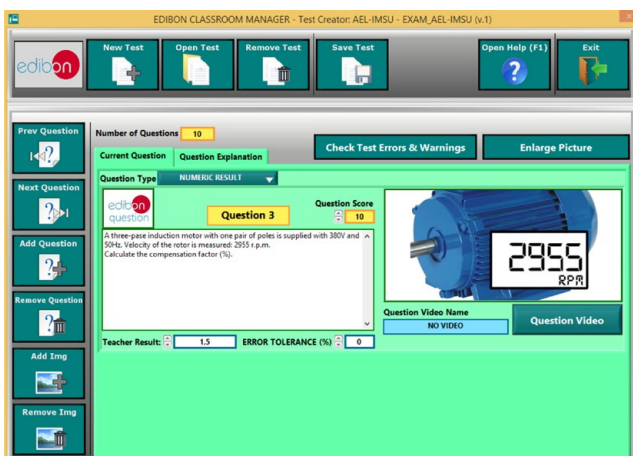 EDIBON CLASSROOM MANAGER - Test Creator: AEL-IMSU - EXAM_AEL-IMSU (v.1)
edibon
New Test
Open Test
Remove Test
Save Test
Open Help (F1)
Exit
Prev Question
Next Question
Add Question
Remove Question
Add Img
Remove Img
Number of Questions 10
Check Test Errors & Warnings
Enlarge Picture
Current Question
Question Explanation
Question Type NUMERIC RESULT
edibon
question
Question 3
Question Score
10
A three-pase induction motor with one pair of poles is supplied with 380V and
50Hz. Velocity of the rotor is measured: 2955 r.p.m.
Calculate the compensation factor (%).
Teacher Result: 1.5 ERROR TOLERANCE (%) 0
2955
RPM
Question Video Name
NO VIDEO
Question Video